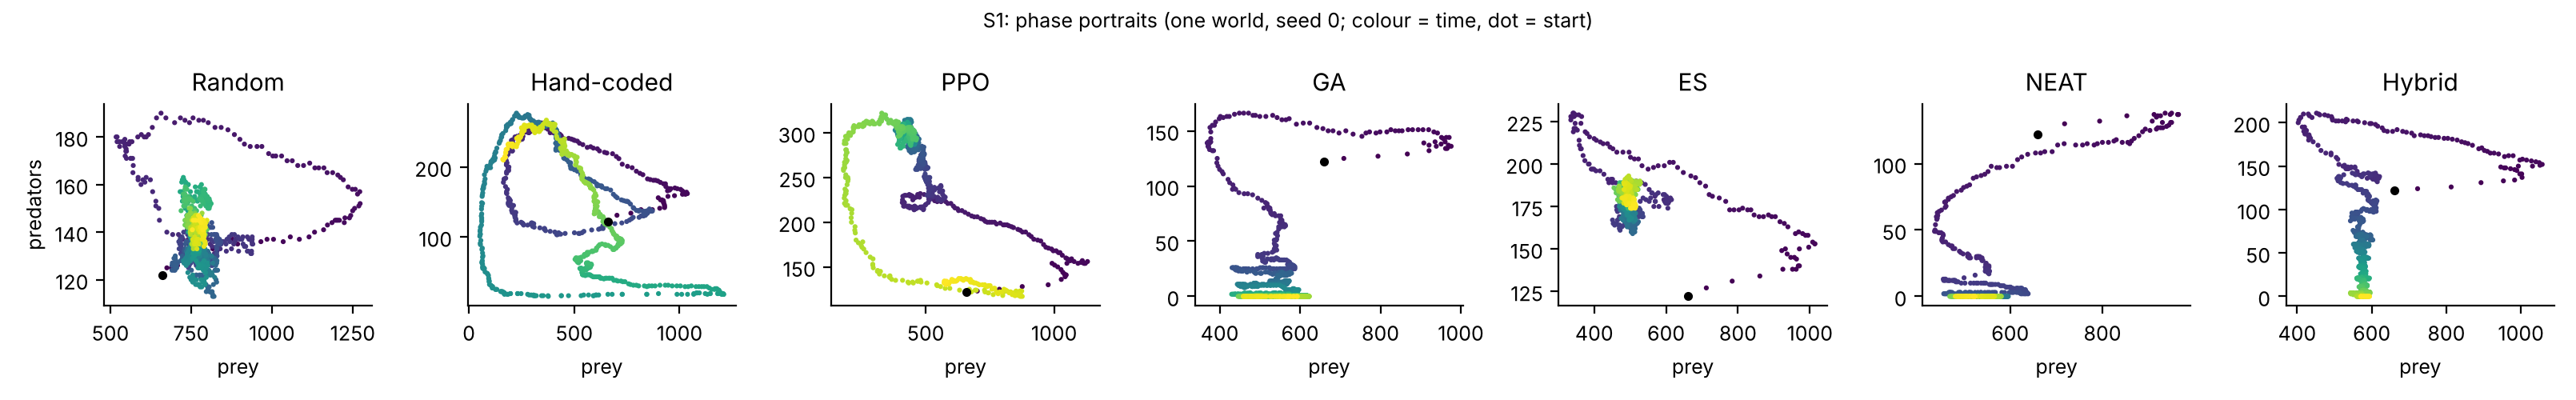 S1: phase portraits (one world, seed 0; colour = time, dot = start)
Random
Hand-coded
PPO
GA
ES
NEAT
Hybrid
predators
180
160
140
120
500 750 1000 1250
prey
200
100
0 500 1000
prey
300
250
200
150
500 1000
prey
150
100
50
0
400 600 800 1000
prey
225
200
175
150
125
400 600 800 1000
prey
100
50
0
600 800
prey
200
150
100
50
0
400 600 800 1000
prey